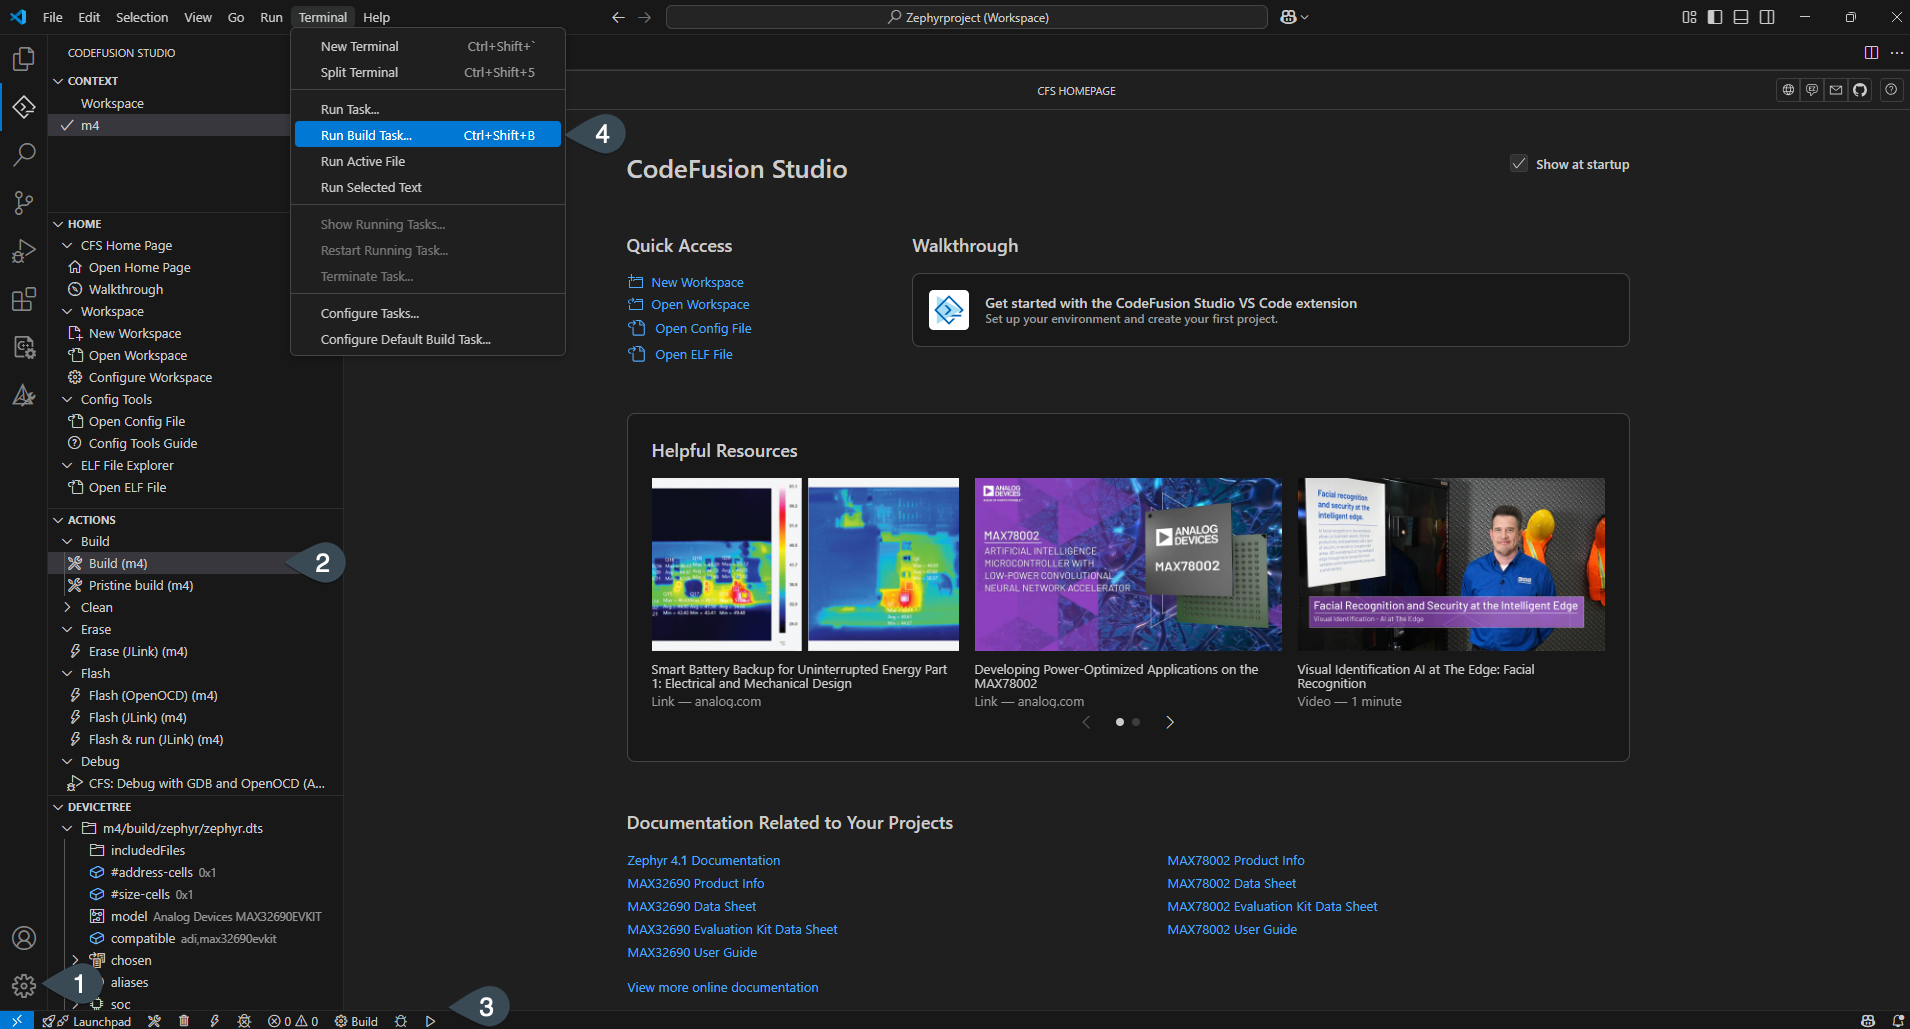 File Edit Selection View Go Run Terminal Help
Zephyrproject (Workspace)
CODEFUSION STUDIO
CONTEXT
Workspace
m4
New Terminal Ctrl+Shift+`
Split Terminal Ctrl+Shift+5
Run Task...
Run Build Task... Ctrl+Shift+B
Run Active File
Run Selected Text
Show Running Tasks...
Restart Running Task...
Terminate Task...
Configure Tasks...
Configure Default Build Task...
4
HOME
CFS Home Page
Open Home Page
Walkthrough
Workspace
New Workspace
Open Workspace
Configure Workspace
Config Tools
Open Config File
Config Tools Guide
ELF File Explorer
Open ELF File
ACTIONS
Build
Build (m4)
2
Pristine build (m4)
Clean
Erase
Erase (JLink) (m4)
Flash
Flash (OpenOCD) (m4)
Flash (JLink) (m4)
Flash & run (JLink) (m4)
Debug
CFS: Debug with GDB and OpenOCD (A...
DEVICETREE
m4/build/zephyr/zephyr.dts
includedFiles
#address-cells 0x1
#size-cells 0x1
model Analog Devices MAX32690EVKIT
compatible adi,max32690evkit
chosen
aliases
soc
1
CFS HOMEPAGE
CodeFusion Studio
Show at startup
Quick Access
New Workspace
Open Workspace
Open Config File
Open ELF File
Walkthrough
Get started with the CodeFusion Studio VS Code extension
Set up your environment and create your first project.
Helpful Resources
ANALOG
DEVICES
MAX78002
ARTIFICIAL INTELLIGENCE
MICROCONTROLLER WITH
LOW-POWER CONVOLUTIONAL
NEURAL NETWORK ACCELERATOR
ANALOG
DEVICES
MAX78002
Facial recognition
and security at the
intelligent edge.
Facial Recognition and Security at the Intelligent Edge
Visual Identification - AI at The Edge
Smart Battery Backup for Uninterrupted Energy Part
1: Electrical and Mechanical Design
Link — analog.com
Developing Power-Optimized Applications on the
MAX78002
Link — analog.com
Visual Identification AI at The Edge: Facial
Recognition
Video — 1 minute
Documentation Related to Your Projects
Zephyr 4.1 Documentation
MAX32690 Product Info
MAX32690 Data Sheet
MAX32690 Evaluation Kit Data Sheet
MAX32690 User Guide
MAX78002 Product Info
MAX78002 Data Sheet
MAX78002 Evaluation Kit Data Sheet
MAX78002 User Guide
View more online documentation
3
Launchpad 0 0 Build